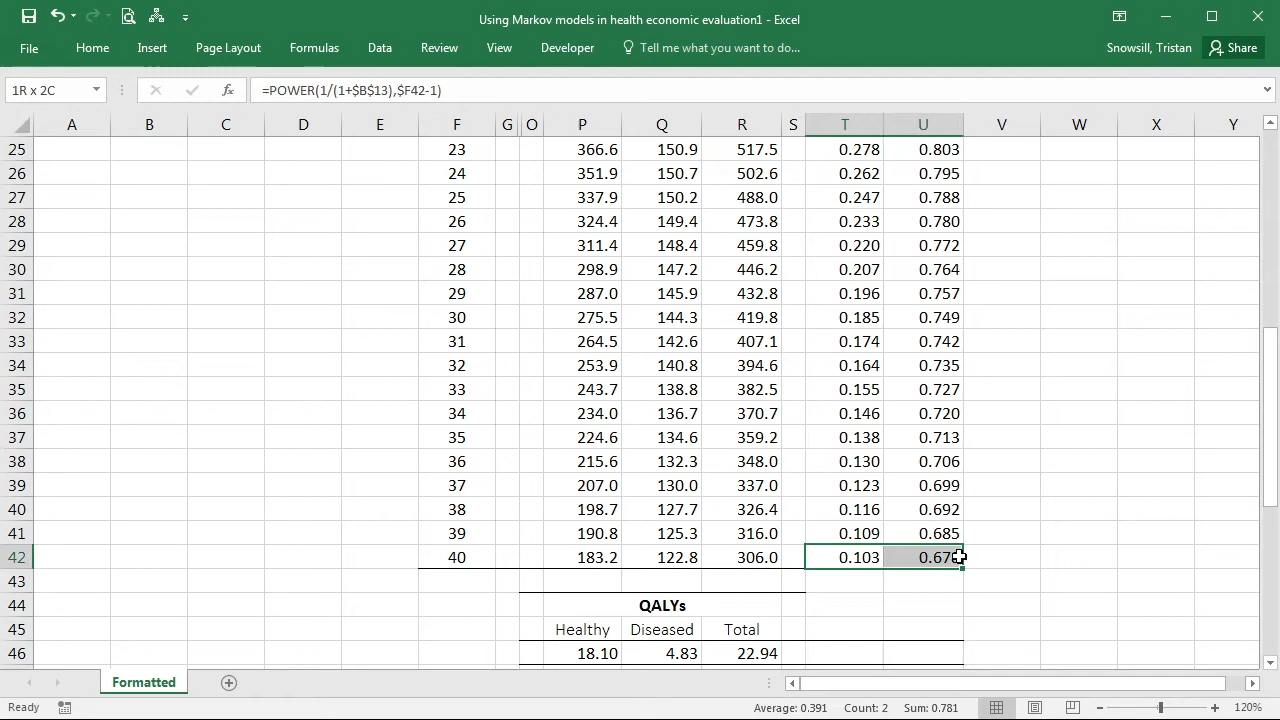 Using Markov models in health economic evaluation1 - Excel
File Home Insert Page Layout Formulas Data Review View Developer Tell me what you want to do... Snowsill, Tristan Share
1R x 2C fx =POWER(1/(1+$B$13),$F42-1)
A B C D E F G O P Q R S T U V W X Y
25 23 366.6 150.9 517.5 0.278 0.803
26 24 351.9 150.7 502.6 0.262 0.795
27 25 337.9 150.2 488.0 0.247 0.788
28 26 324.4 149.4 473.8 0.233 0.780
29 27 311.4 148.4 459.8 0.220 0.772
30 28 298.9 147.2 446.2 0.207 0.764
31 29 287.0 145.9 432.8 0.196 0.757
32 30 275.5 144.3 419.8 0.185 0.749
33 31 264.5 142.6 407.1 0.174 0.742
34 32 253.9 140.8 394.6 0.164 0.735
35 33 243.7 138.8 382.5 0.155 0.727
36 34 234.0 136.7 370.7 0.146 0.720
37 35 224.6 134.6 359.2 0.138 0.713
38 36 215.6 132.3 348.0 0.130 0.706
39 37 207.0 130.0 337.0 0.123 0.699
40 38 198.7 127.7 326.4 0.116 0.692
41 39 190.8 125.3 316.0 0.109 0.685
42 40 183.2 122.8 306.0 0.103
43
44 QALYs
45 Healthy Diseased Total
46 18.10 4.83 22.94
Formatted
Ready Average: 0.391 Count: 2 Sum: 0.781 120%